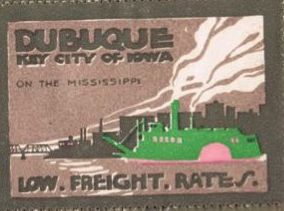 DUBUQUE
KEY CITY OF IOWA
ON THE MISSISSIPPI
LOW. FREIGHT. RATES.